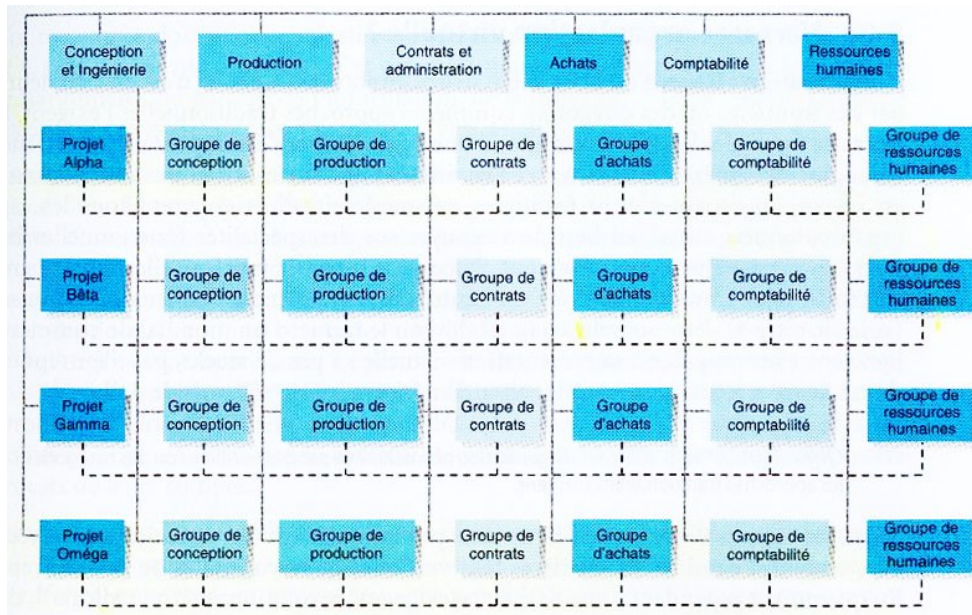 Conception
et Ingénierie
Production
Contrats et
administration
Achats
Comptabilité
Ressources
humaines
Projet
Alpha
Groupe de
conception
Groupe de
production
Groupe de
contrats
Groupe
d'achats
Groupe de
comptabilité
Groupe de
ressources
humaines
Projet
Bêta
Groupe de
conception
Groupe de
production
Groupe de
contrats
Groupe
d'achats
Groupe de
comptabilité
Groupe de
ressources
humaines
Projet
Gamma
Groupe de
conception
Groupe de
production
Groupe de
contrats
Groupe
d'achats
Groupe de
comptabilité
Groupe de
ressources
humaines
Projet
Oméga
Groupe de
conception
Groupe de
production
Groupe de
contrats
Groupe
d'achats
Groupe de
comptabilité
Groupe de
ressources
humaines